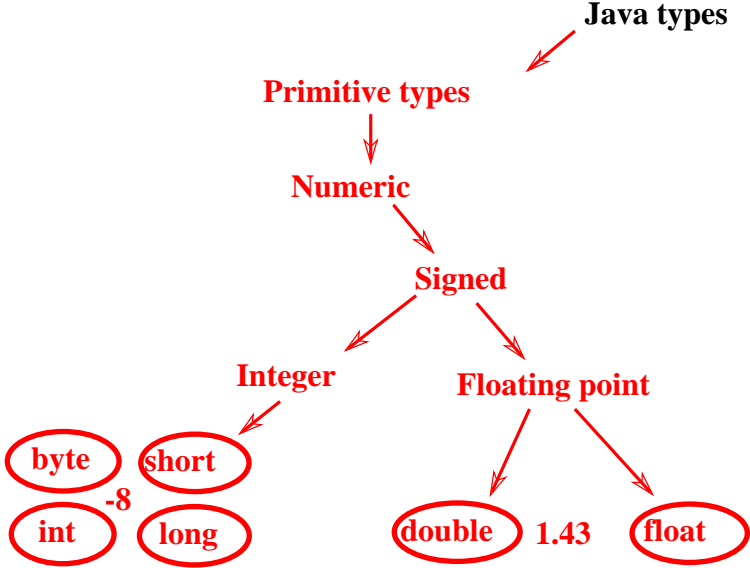 Java types
Primitive types
Numeric
Signed
Integer
Floating point
byte
short
-8
int
long
double
1.43
float